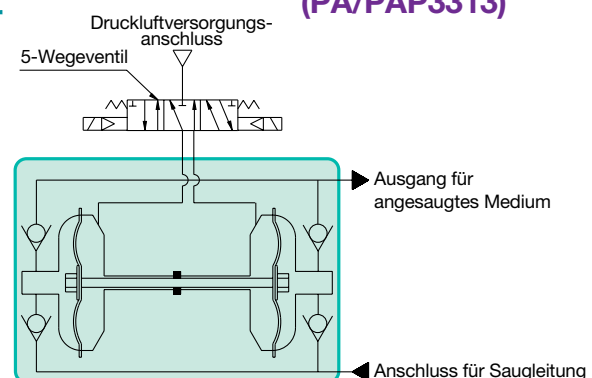 (PA/PAP3313)
Druckluftversorgungs-
anschluss
5-Wegeventil
Ausgang für
angesaugtes Medium
Anschluss für Saugleitung